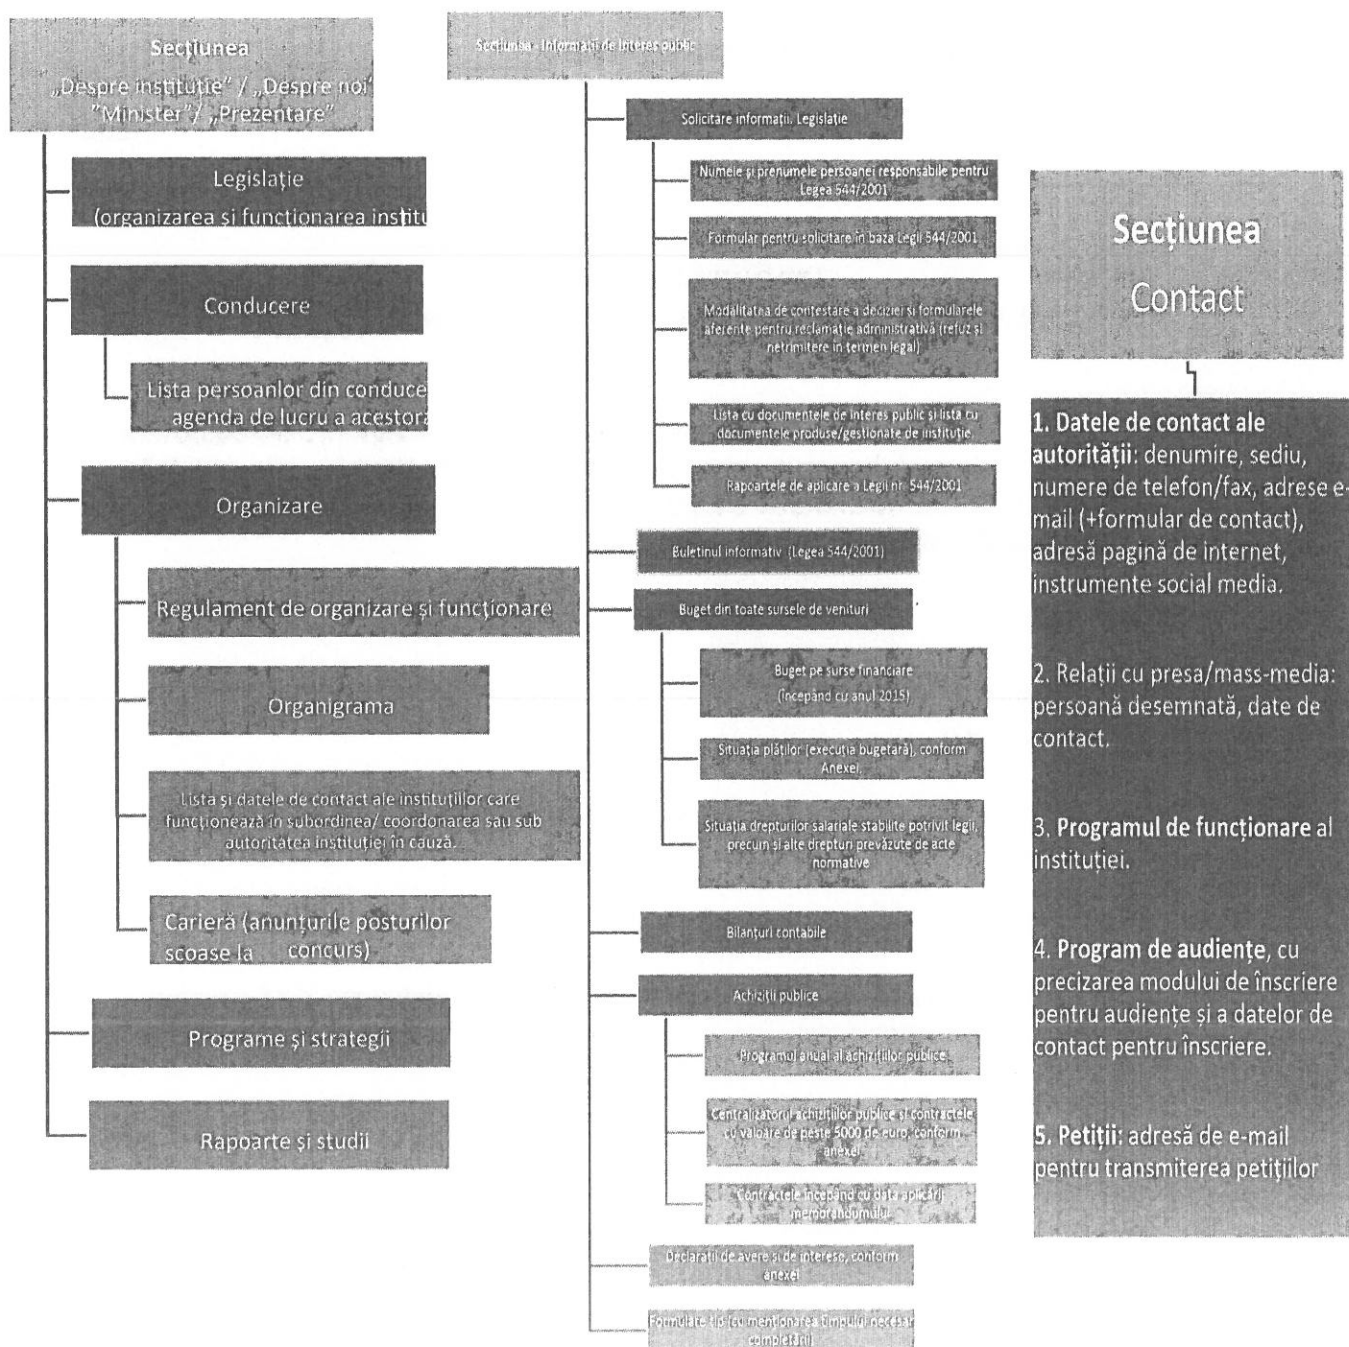 Secțiunea
„Despre instituție” / „Despre noi”
”Minister”/ „Prezentare”
Legislație
(organizarea si funcționarea institu
Conducere
Lista persoanlor din conduce
agenda de lucru a acestora
Organizare
Regulament de organizare și funcționare
Organigrama
Lista și datele de contact ale instituțiilor care
funcționează în subordinea/ coordonarea sau sub
autoritatea instituției în cauză.
Carieră (anunțurile posturilor
scoase la concurs)
Programe și strategii
Rapoarte și studii
Secțiunea - Informații de interes public
Solicitare informații. Legislație
Numele și prenumele persoanei responsabile pentru
Legea 544/2001
Formular pentru solicitare în baza Legii 544/2001
Modalitatea de contestare a deciziei si formularele
aferente pentru reclamație administrativă (refuz și
netrimitere in termen legal)
Lista cu documentele de interes public și lista cu
documentele produse/gestionate de instituție
Rapoartele de aplicare a Legii nr. 544/2001
Buletinul informativ (Legea 544/2001)
Buget din toate sursele de venituri
Buget pe surse financiare
(începând cu anul 2015)
Situația plăților (execuția bugetară), conform
Anexei.
Situația drepturilor salariale stabilite potrivit legii,
precum si alte drepturi prevăzute de acte
normative
Bilanțuri contabile
Achiziții publice
Programul anual al achizițiilor publice
Centralizatorul achizițiilor publice si contractele
cu valoare de peste 5000 de euro, conform
anexei
Contractele începând cu data aplicării
memorandumului
Declarații de avere și de interese, conform
anexei
Formulare tip (cu menționarea timpului necesar
completării)
Secțiunea
Contact
1. Datele de contact ale
autorității: denumire, sediu,
numere de telefon/fax, adrese e-
mail (+formular de contact),
adresă pagină de internet,
instrumente social media.
2. Relații cu presa/mass-media:
persoană desemnată, date de
contact.
3. Programul de funcționare al
instituției.
4. Program de audiențe, cu
precizarea modului de înscriere
pentru audiențe și a datelor de
contact pentru înscriere.
5. Petiții: adresă de e-mail
pentru transmiterea petițiilor